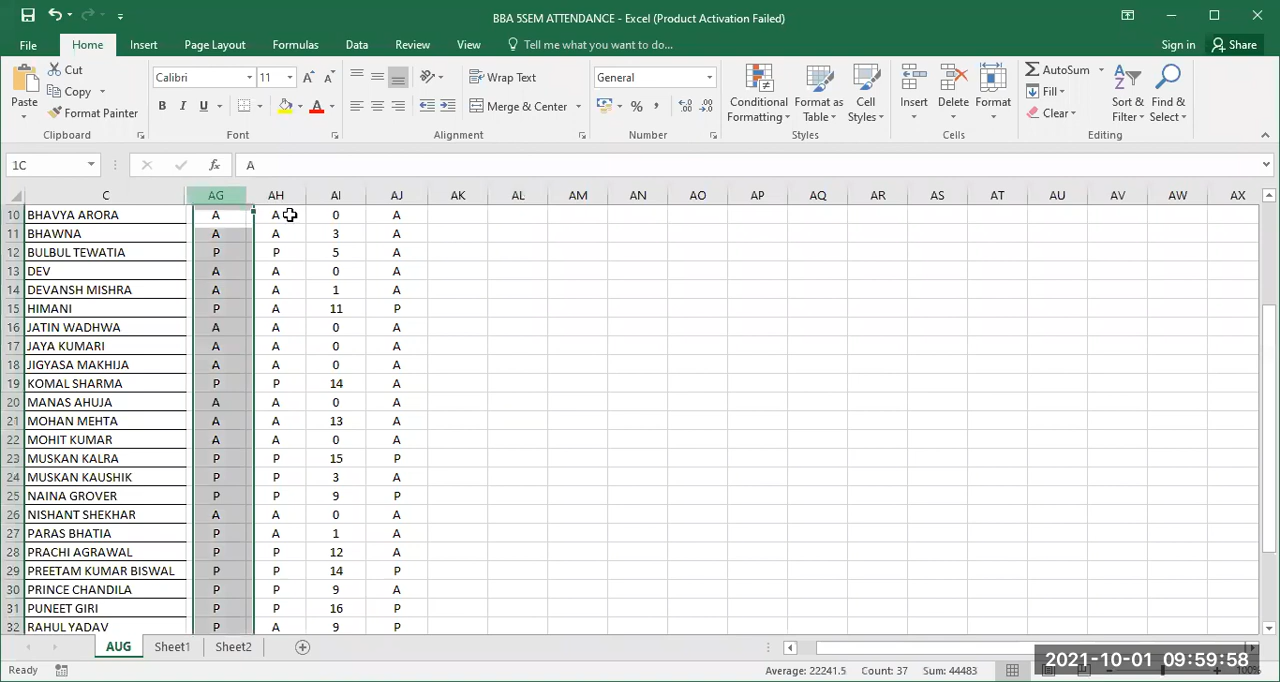 BBA 5SEM ATTENDANCE - Excel (Product Activation Failed)
File Home Insert Page Layout Formulas Data Review View Tell me what you want to do... Sign in Share
Paste Cut Copy Format Painter Clipboard
Calibri 11 B I U A Font
Wrap Text Merge & Center Alignment
General % , Number
Conditional Formatting Format as Table Cell Styles Styles
Insert Delete Format Cells
AutoSum Fill Clear Sort & Filter Find & Select Editing
1C fx A
C AG AH AI AJ AK AL AM AN AO AP AQ AR AS AT AU AV AW AX
10 BHAVYA ARORA A A 0 A
11 BHAWNA A A 3 A
12 BULBUL TEWATIA P P 5 A
13 DEV A A 0 A
14 DEVANSH MISHRA A A 1 A
15 HIMANI P A 11 P
16 JATIN WADHWA A A 0 A
17 JAYA KUMARI A A 0 A
18 JIGYASA MAKHIJA A A 0 A
19 KOMAL SHARMA P P 14 A
20 MANAS AHUJA A A 0 A
21 MOHAN MEHTA A A 13 A
22 MOHIT KUMAR A A 0 A
23 MUSKAN KALRA P P 15 P
24 MUSKAN KAUSHIK P P 3 A
25 NAINA GROVER P P 9 P
26 NISHANT SHEKHAR A A 0 A
27 PARAS BHATIA P A 1 A
28 PRACHI AGRAWAL P P 12 A
29 PREETAM KUMAR BISWAL P P 14 A
30 PRINCE CHANDILA P P 9 A
31 PUNEET GIRI P P 16 P
32 RAHUL YADAV P A 9 P
AUG Sheet1 Sheet2
Ready Average: 22241.5 Count: 37 Sum: 44483 100%
2021-10-01 09:59:58